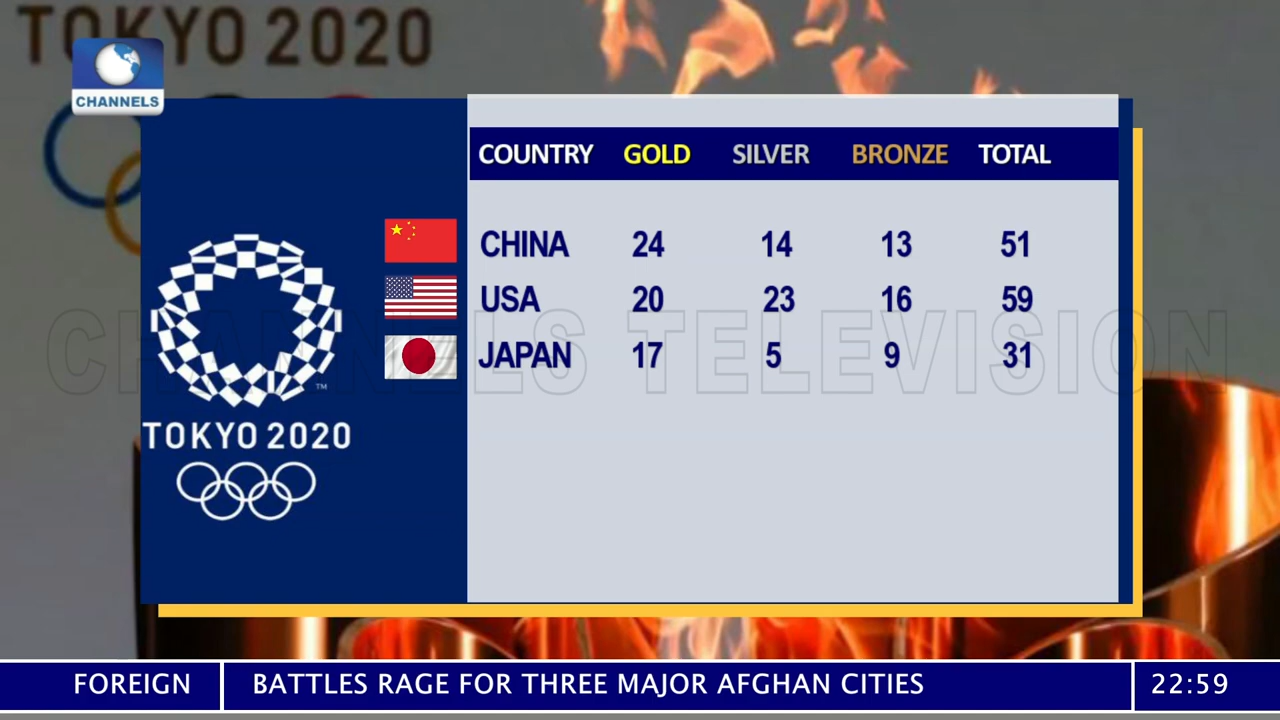 TOKYO 2020
CHANNELS
COUNTRY GOLD SILVER BRONZE TOTAL
CHINA 24 14 13 51
USA 20 23 16 59
JAPAN 17 5 9 31
CHANNELS TELEVISION
TM
TOKYO 2020
FOREIGN BATTLES RAGE FOR THREE MAJOR AFGHAN CITIES 22:59